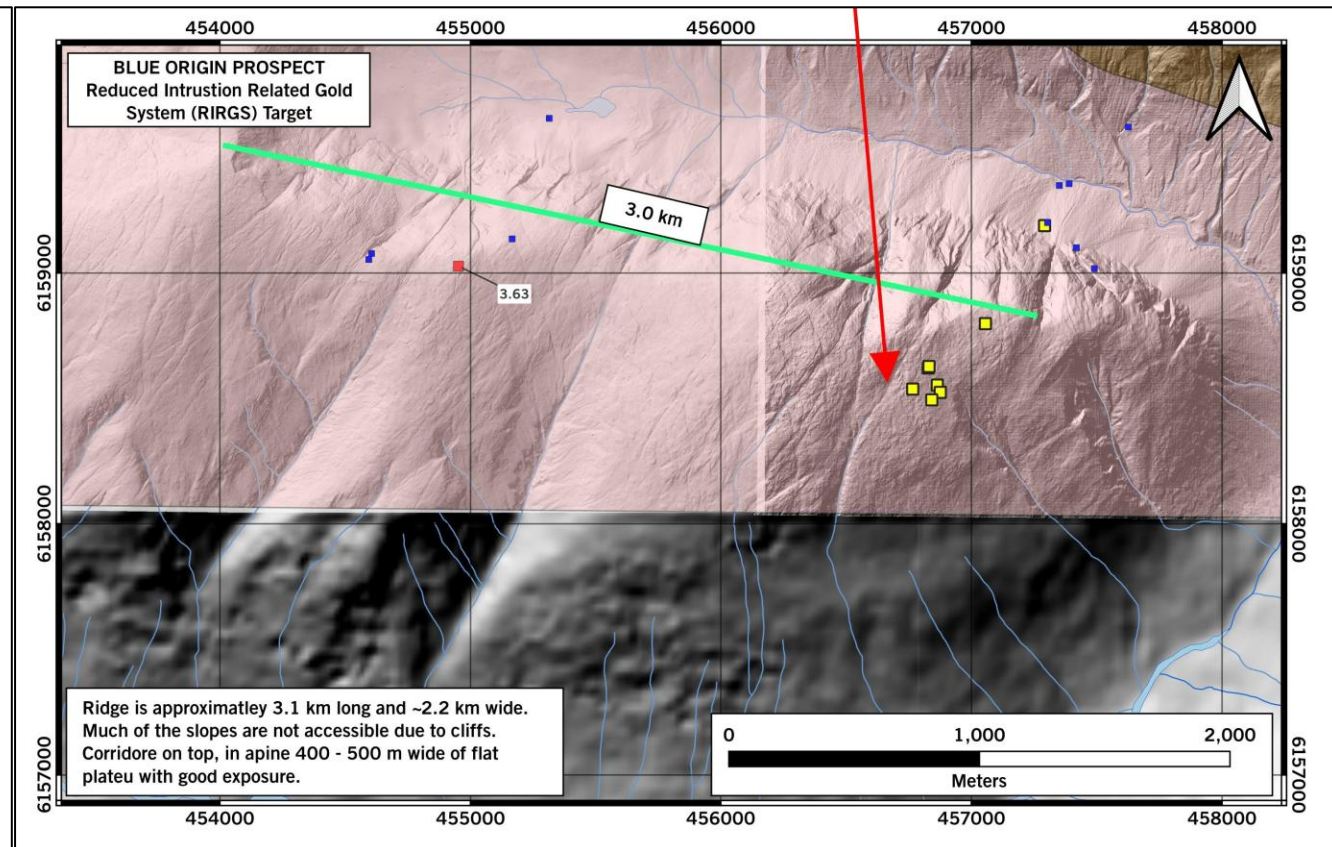 454000 455000 456000 457000 458000
BLUE ORIGIN PROSPECT
Reduced Intrusion Related Gold
System (RIRGS) Target
3.0 km
6159000 6159000
3.63
6158000 6158000
Ridge is approximatley 3.1 km long and ~2.2 km wide.
Much of the slopes are not accessible due to cliffs.
Corridore on top, in apine 400 - 500 m wide of flat
plateu with good exposure.
0 1,000 2,000
Meters
6157000 6157000
454000 455000 456000 457000 458000